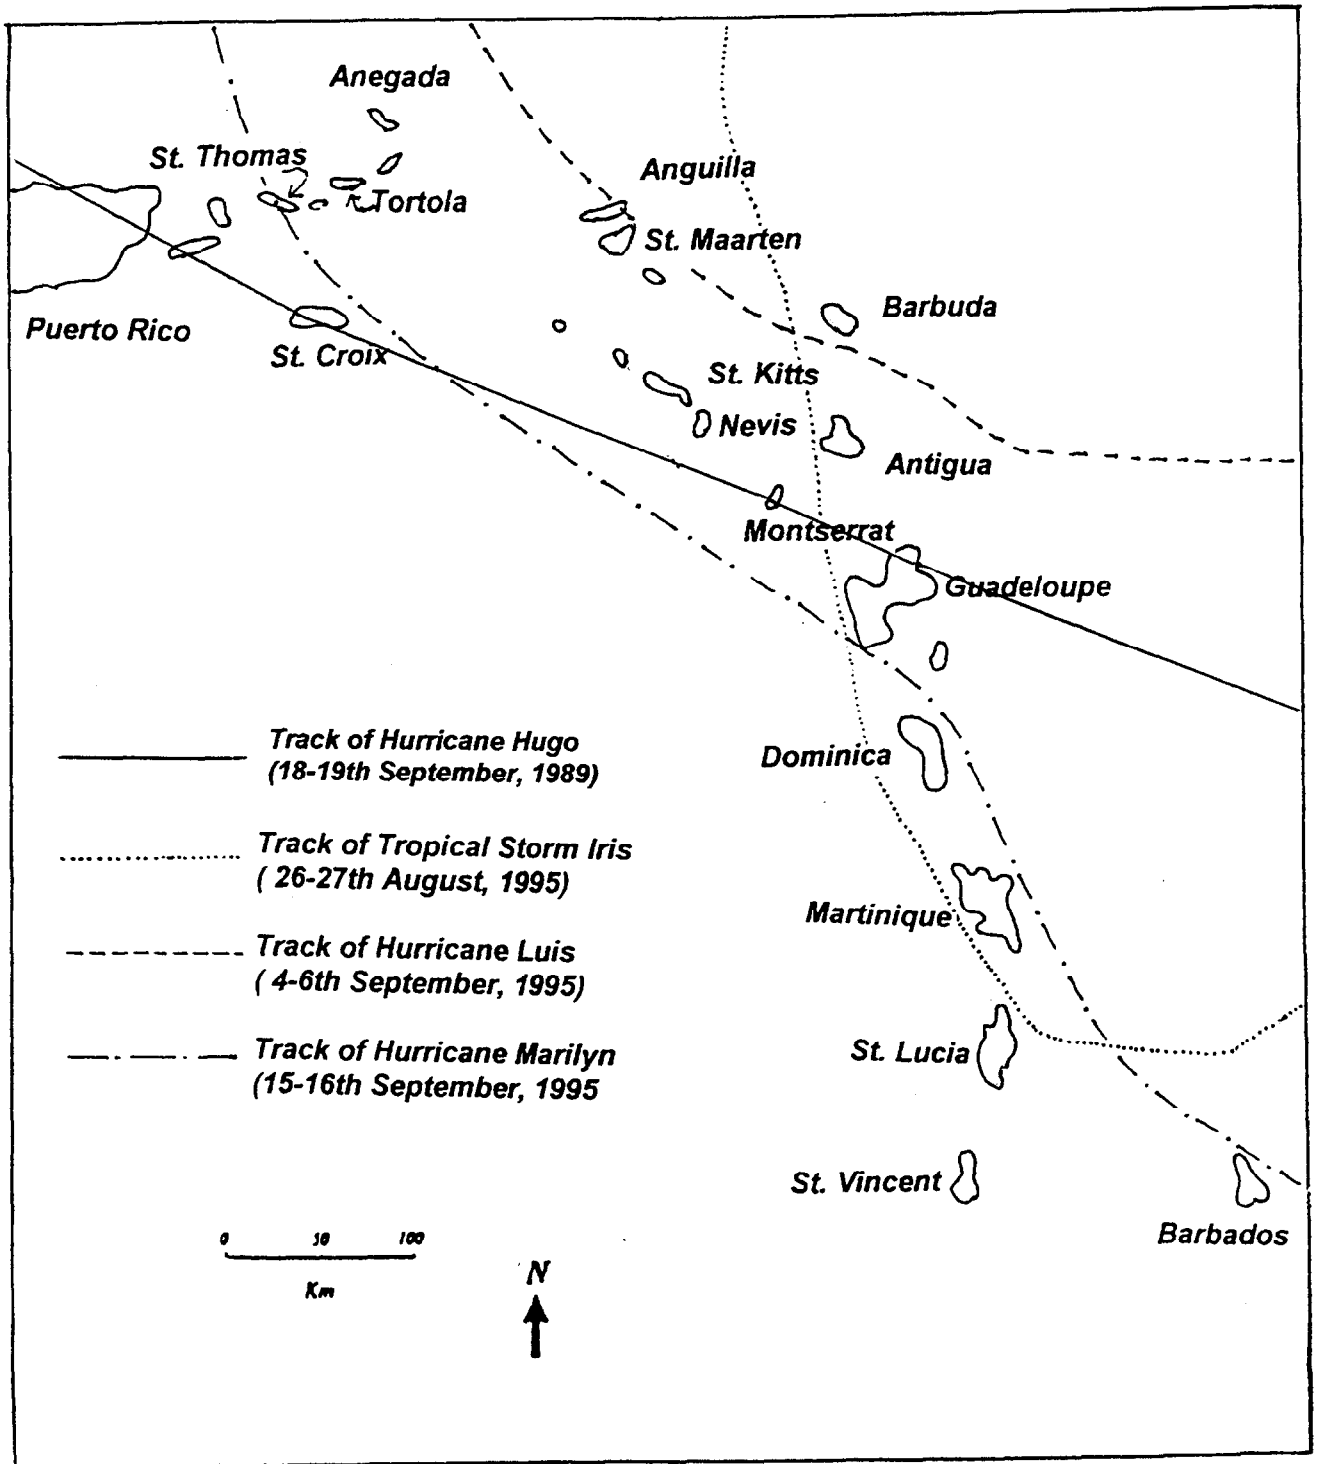 Anegada
St. Thomas
Tortola
Anguilla
St. Maarten
Barbuda
Puerto Rico
St. Croix
St. Kitts
Nevis
Antigua
Montserrat
Guadeloupe
Dominica
Martinique
St. Lucia
St. Vincent
Barbados
Track of Hurricane Hugo
(18-19th September, 1989)
Track of Tropical Storm Iris
( 26-27th August, 1995)
Track of Hurricane Luis
( 4-6th September, 1995)
Track of Hurricane Marilyn
(15-16th September, 1995
0 50 100
Km
N